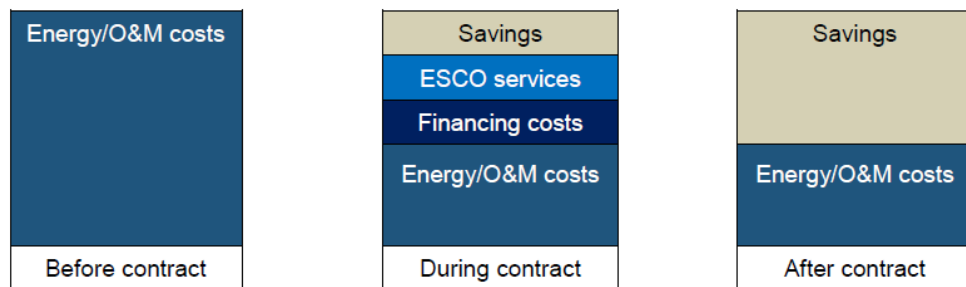 Energy/O&M costs
Before contract
Savings
ESCO services
Financing costs
Energy/O&M costs
During contract
Savings
Energy/O&M costs
After contract